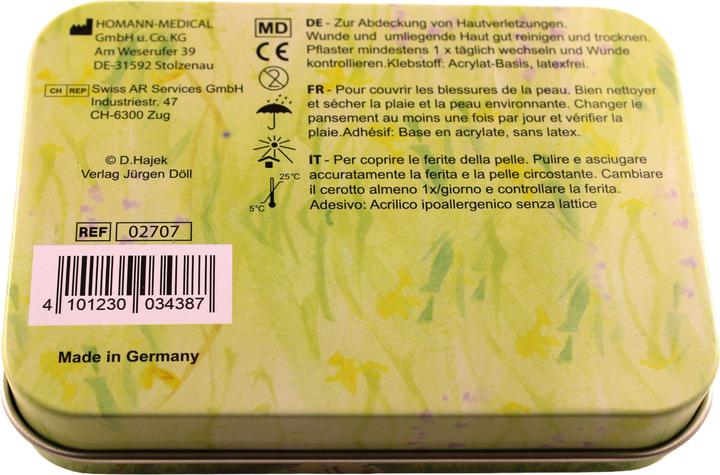 HOMANN-MEDICAL
GmbH u. Co. KG
Am Weserufer 39
DE-31592 Stolzenau
CH REP Swiss AR Services GmbH
Industriestr. 47
CH-6300 Zug
© D.Hajek
Verlag Jürgen Döll
REF 02707
4 101230 034387
Made in Germany
MD
CE
2
25°C
5°C
DE - Zur Abdeckung von Hautverletzungen.
Wunde und umliegende Haut gut reinigen und trocknen.
Pflaster mindestens 1 x täglich wechseln und Wunde
kontrollieren.Klebstoff: Acrylat-Basis, latexfrei.
FR - Pour couvrir les blessures de la peau. Bien nettoyer
et sécher la plaie et la peau environnante. Changer le
pansement au moins une fois par jour et vérifier la
plaie.Adhésif: Base en acrylate, sans latex.
IT - Per coprire le ferite della pelle. Pulire e asciugare
accuratamente la ferita e la pelle circostante. Cambiare
il cerotto almeno 1x/giorno e controllare la ferita.
Adesivo: Acrilico ipoallergenico senza lattice